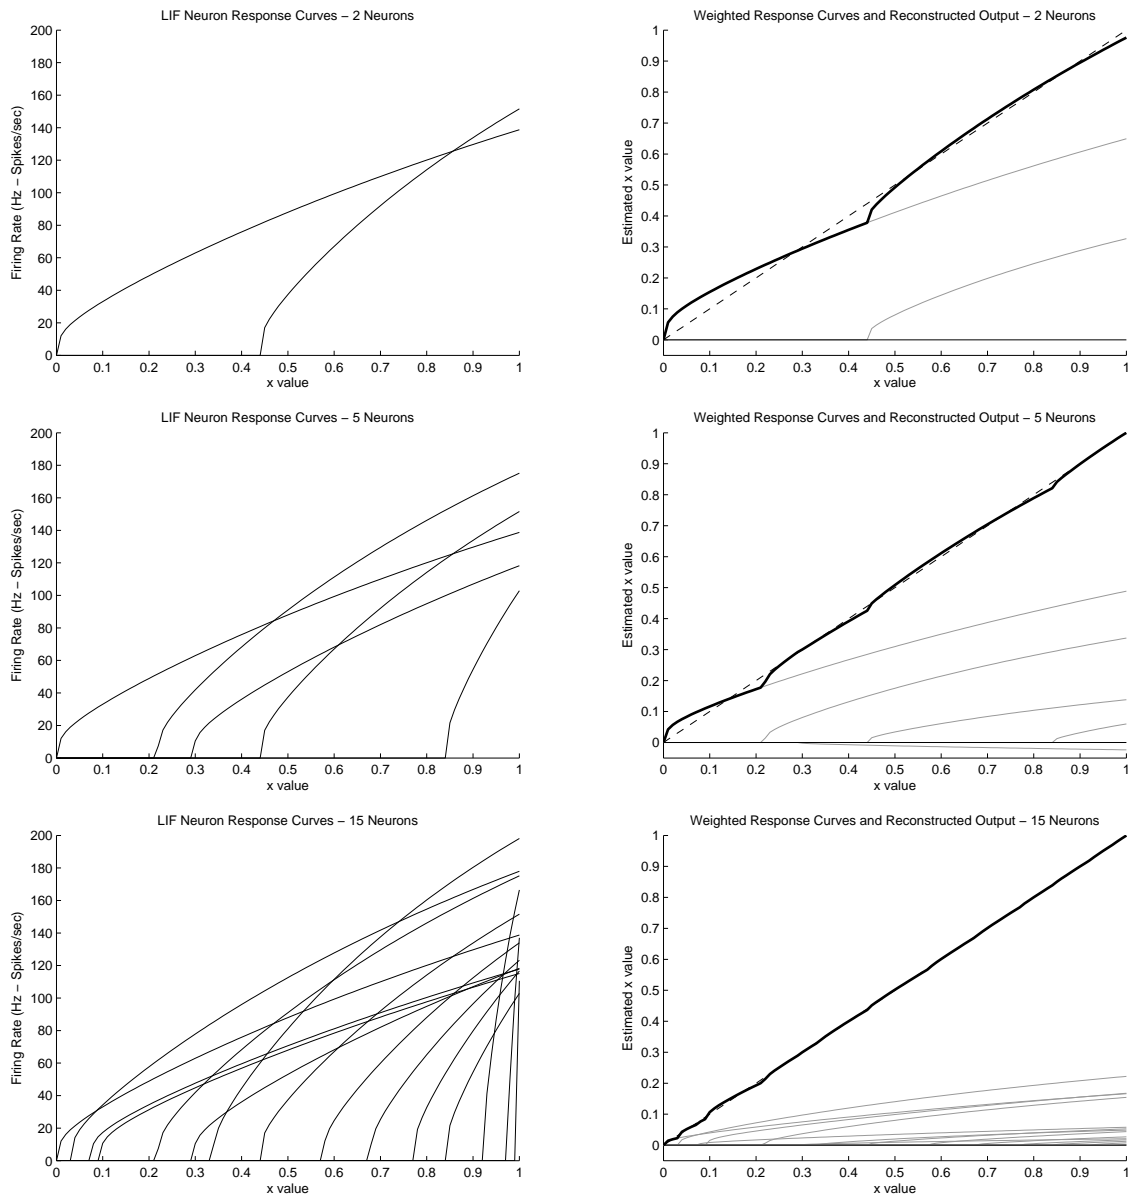 LIF Neuron Response Curves – 2 Neurons
200
180
160
140
120
100
80
60
40
20
0
Firing Rate (Hz – Spikes/sec)
0 0.1 0.2 0.3 0.4 0.5 0.6 0.7 0.8 0.9 1
x value
Weighted Response Curves and Reconstructed Output – 2 Neurons
1
0.9
0.8
0.7
0.6
0.5
0.4
0.3
0.2
0.1
0
Estimated x value
0 0.1 0.2 0.3 0.4 0.5 0.6 0.7 0.8 0.9 1
x value
LIF Neuron Response Curves – 5 Neurons
200
180
160
140
120
100
80
60
40
20
0
Firing Rate (Hz – Spikes/sec)
0 0.1 0.2 0.3 0.4 0.5 0.6 0.7 0.8 0.9 1
x value
Weighted Response Curves and Reconstructed Output – 5 Neurons
1
0.9
0.8
0.7
0.6
0.5
0.4
0.3
0.2
0.1
0
Estimated x value
0 0.1 0.2 0.3 0.4 0.5 0.6 0.7 0.8 0.9 1
x value
LIF Neuron Response Curves – 15 Neurons
200
180
160
140
120
100
80
60
40
20
0
Firing Rate (Hz – Spikes/sec)
0 0.1 0.2 0.3 0.4 0.5 0.6 0.7 0.8 0.9 1
x value
Weighted Response Curves and Reconstructed Output – 15 Neurons
1
0.9
0.8
0.7
0.6
0.5
0.4
0.3
0.2
0.1
0
Estimated x value
0 0.1 0.2 0.3 0.4 0.5 0.6 0.7 0.8 0.9 1
x value